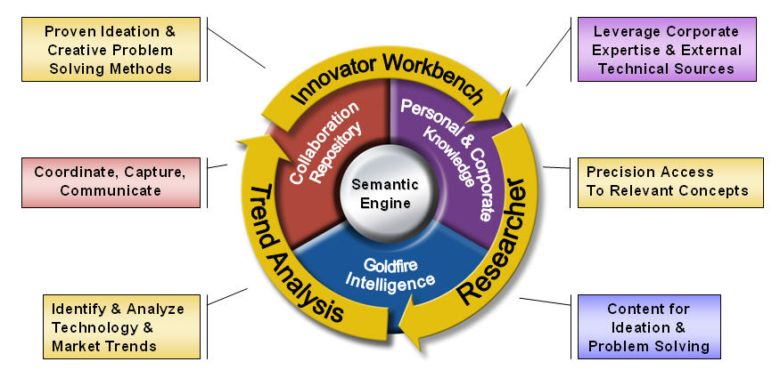 Proven Ideation &
Creative Problem
Solving Methods
Leverage Corporate
Expertise & External
Technical Sources
Innovator Workbench
Collaboration
Repository
Personal & Corporate
Knowledge
Coordinate, Capture,
Communicate
Semantic
Engine
Precision Access
To Relevant Concepts
Trend Analysis
Researcher
Goldfire
Intelligence
Identify & Analyze
Technology &
Market Trends
Content for
Ideation &
Problem Solving